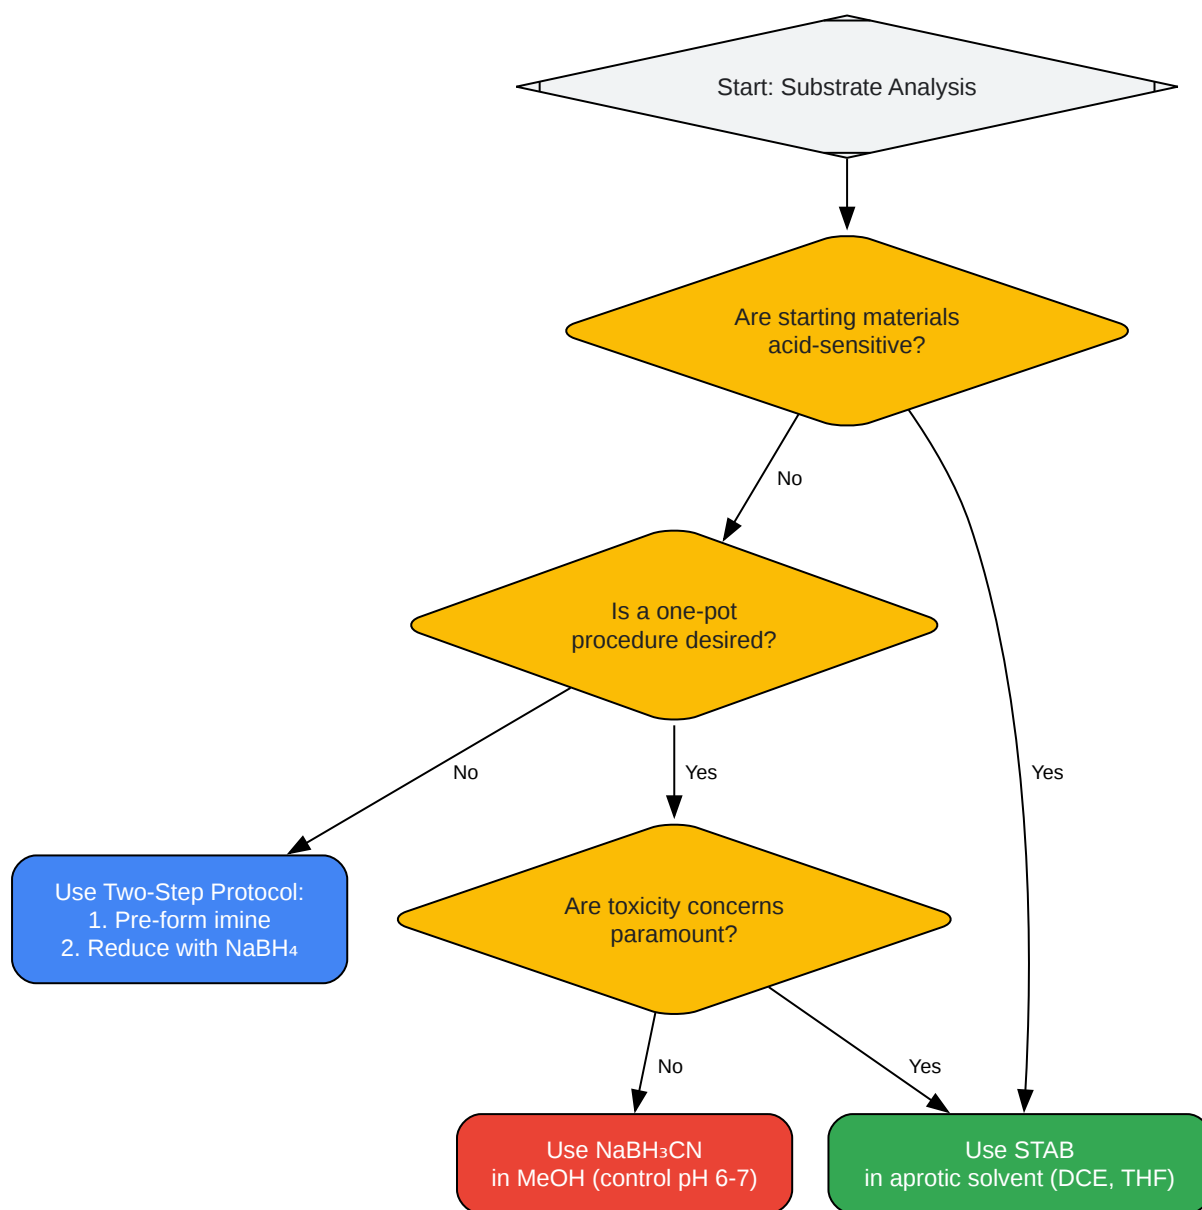 Start: Substrate Analysis
Are starting materials
acid-sensitive?
No
Is a one-pot
procedure desired?
Yes
No
Yes
Use Two-Step Protocol:
1. Pre-form imine
2. Reduce with NaBH₄
Are toxicity concerns
paramount?
No
Yes
Use NaBH₃CN
in MeOH (control pH 6-7)
Use STAB
in aprotic solvent (DCE, THF)